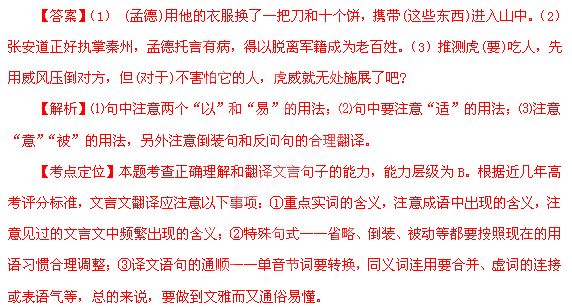 【答案】(1) (孟德)用他的衣服换了一把刀和十个饼，携带(这些东西)进入山中。(2)
张安道正好执掌秦州，孟德托言有病，得以脱离军籍成为老百姓。(3) 推测虎(要)吃人，先
用威风压倒对方，但(对于)不害怕它的人，虎威就无处施展了吧?
【解析】⑴句中注意两个“以”和“易”的用法；⑵句中要注意“适”的用法；⑶注意
“意”“被”的用法，另外注意倒装句和反问句的合理翻译。
【考点定位】本题考查正确理解和翻译文言句子的能力，能力层级为 B。根据近几年高
考评分标准，文言文翻译应注意以下事项：①重点实词的含义，注意成语中出现的含义，注
意见过的文言文中频繁出现的含义；②特殊句式——省略、倒装、被动等都要按照现在的用
语习惯合理调整；③译文语句的通顺——单音节词要转换，同义词连用要合并、虚词的连接
或表语气等，总的来说，要做到文雅而又通俗易懂。